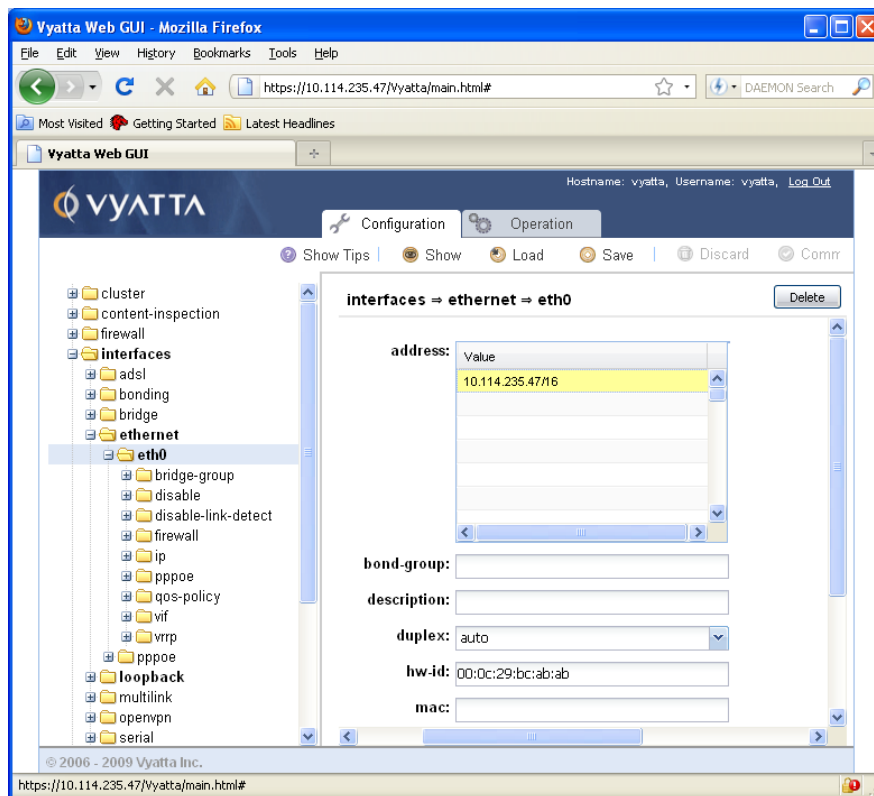 Vyatta Web GUI - Mozilla Firefox
File Edit View History Bookmarks Tools Help
https://10.114.235.47/Vyatta/main.html#
DAEMON Search
Most Visited Getting Started Latest Headlines
Vyatta Web GUI
Hostname: vyatta, Username: vyatta, Log Out
VYATTA
Configuration Operation
Show Tips Show Load Save Discard Comm
cluster
content-inspection
firewall
interfaces
adsl
bonding
bridge
ethernet
eth0
bridge-group
disable
disable-link-detect
firewall
ip
pppoe
qos-policy
vif
vrrp
pppoe
loopback
multilink
openvpn
serial
interfaces ⇒ ethernet ⇒ eth0
Delete
address:
Value
10.114.235.47/16
bond-group:
description:
duplex: auto
hw-id: 00:0c:29:bc:ab:ab
mac:
© 2006 - 2009 Vyatta Inc.
https://10.114.235.47/Vyatta/main.html#